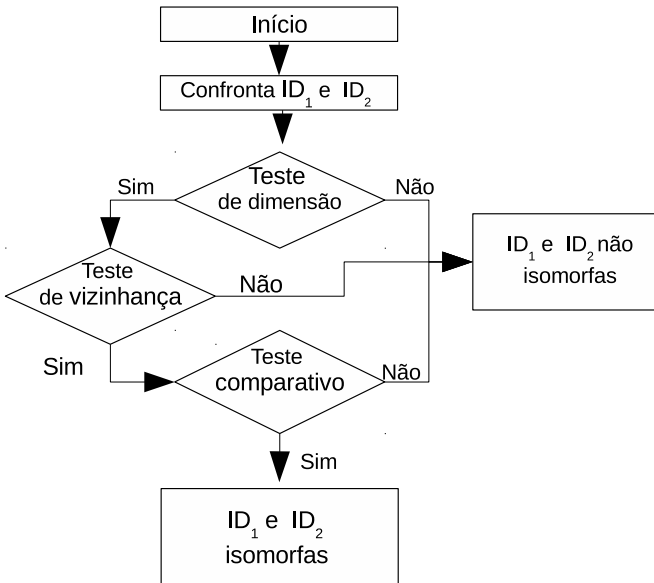 Início
Confronta ID₁ e ID₂
Teste
de dimensão
Sim
Não
ID₁ e ID₂ não
isomorfas
Teste
de vizinhança
Não
Sim
Teste
comparativo
Não
Sim
ID₁ e ID₂
isomorfas